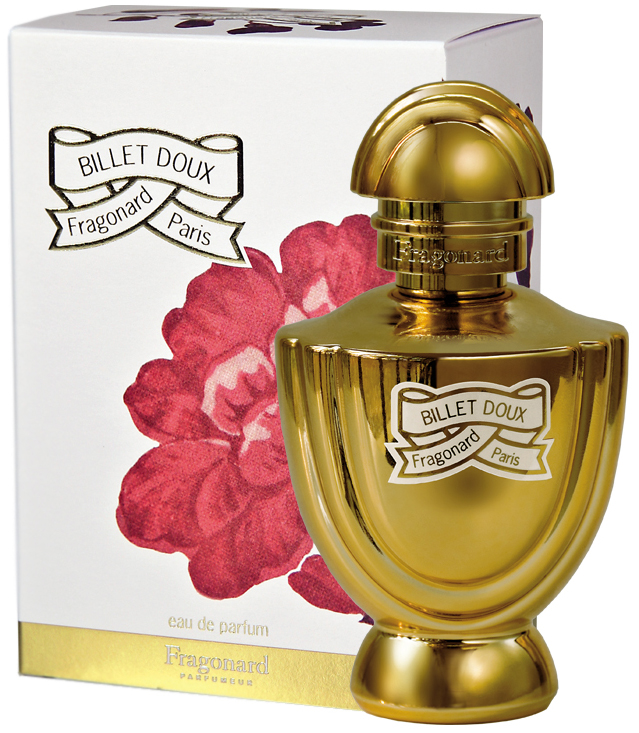 BILLET DOUX
Fragonard Paris
eau de parfum
Fragonard
PARFUMEUR
Fragonard
BILLET DOUX
Fragonard Paris